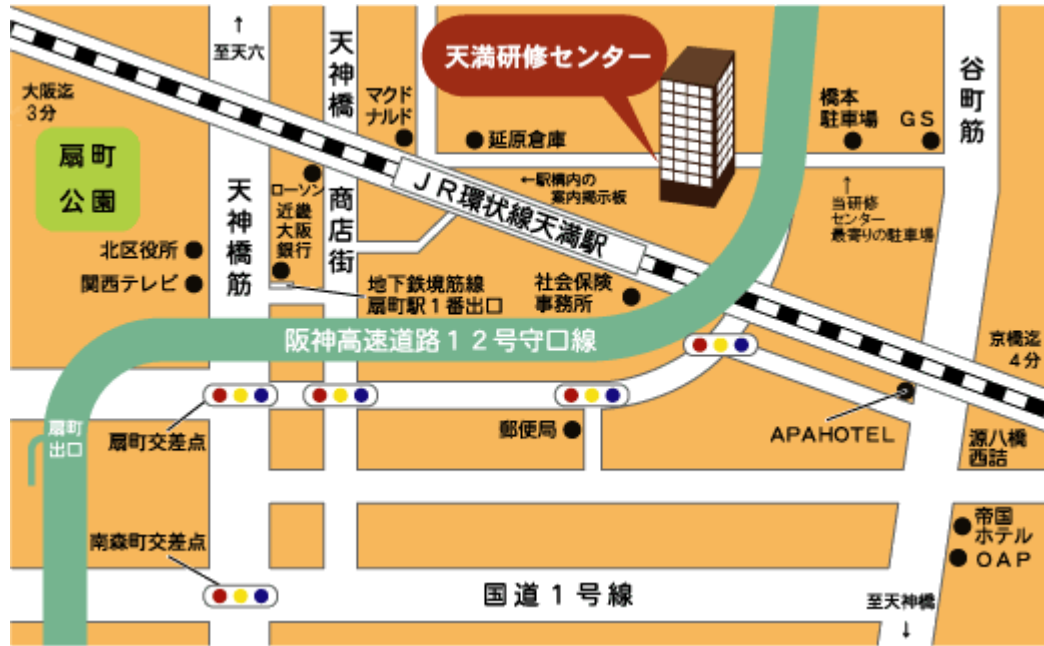 ↑
至天六
天神橋
商店街
マクド
ナルド
天満研修センター
橋本
駐車場
GS
谷町筋
大阪迄
3分
扇町
公園
延原倉庫
←駅構内の
案内掲示板
JR環状線天満駅
↑
当研修
センター
最寄りの駐車場
ローソン
近畿
大阪
銀行
天神橋筋
北区役所
関西テレビ
地下鉄境筋線
扇町駅1番出口
社会保険
事務所
阪神高速道路12号守口線
京橋迄
4分
扇町
出口
扇町交差点
郵便局
APAHOTEL
源八橋
西詰
帝国
ホテル
OAP
南森町交差点
国道1号線
至天神橋
↓